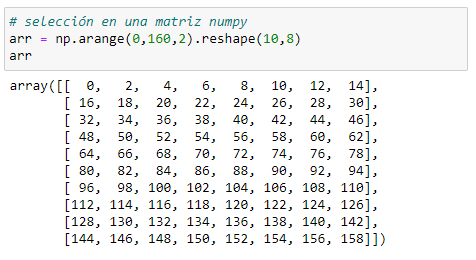 # selección en una matriz numpy
arr = np.arange(0,160,2).reshape(10,8)
arr
array([[  0,   2,   4,   6,   8,  10,  12,  14],
       [ 16,  18,  20,  22,  24,  26,  28,  30],
       [ 32,  34,  36,  38,  40,  42,  44,  46],
       [ 48,  50,  52,  54,  56,  58,  60,  62],
       [ 64,  66,  68,  70,  72,  74,  76,  78],
       [ 80,  82,  84,  86,  88,  90,  92,  94],
       [ 96,  98, 100, 102, 104, 106, 108, 110],
       [112, 114, 116, 118, 120, 122, 124, 126],
       [128, 130, 132, 134, 136, 138, 140, 142],
       [144, 146, 148, 150, 152, 154, 156, 158]])